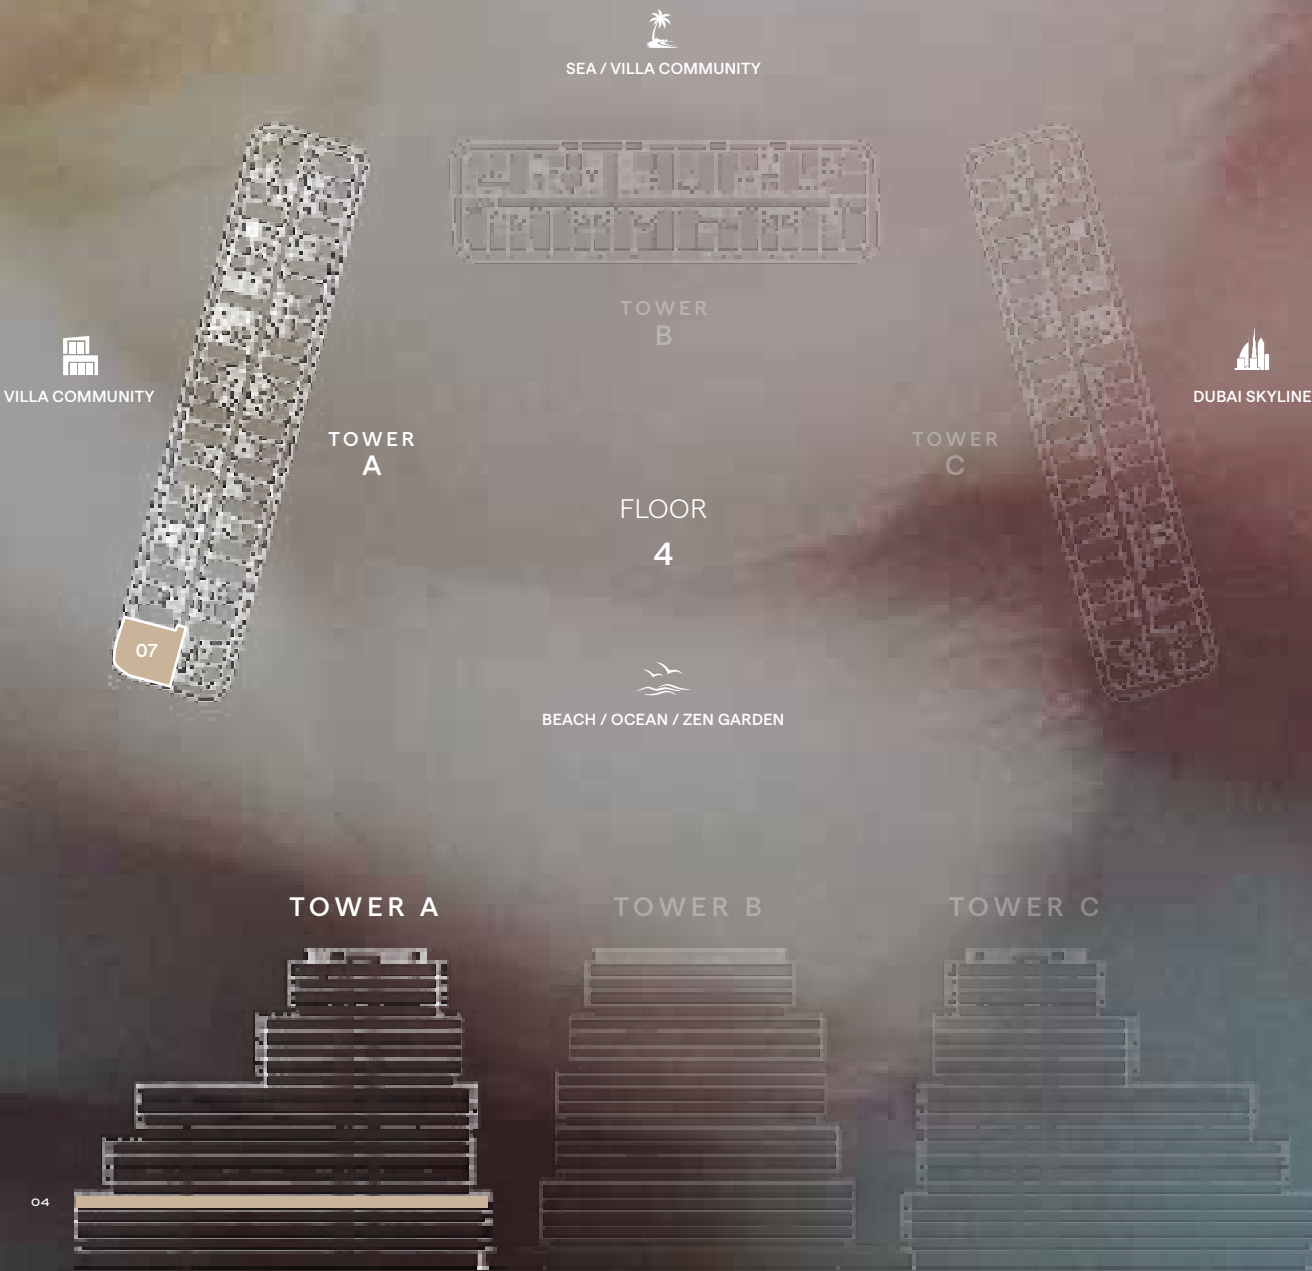 SEA / VILLA COMMUNITY
TOWER
B
VILLA COMMUNITY
DUBAI SKYLINE
TOWER
A
TOWER
C
FLOOR
4
07
BEACH / OCEAN / ZEN GARDEN
TOWER A
TOWER B
TOWER C
04